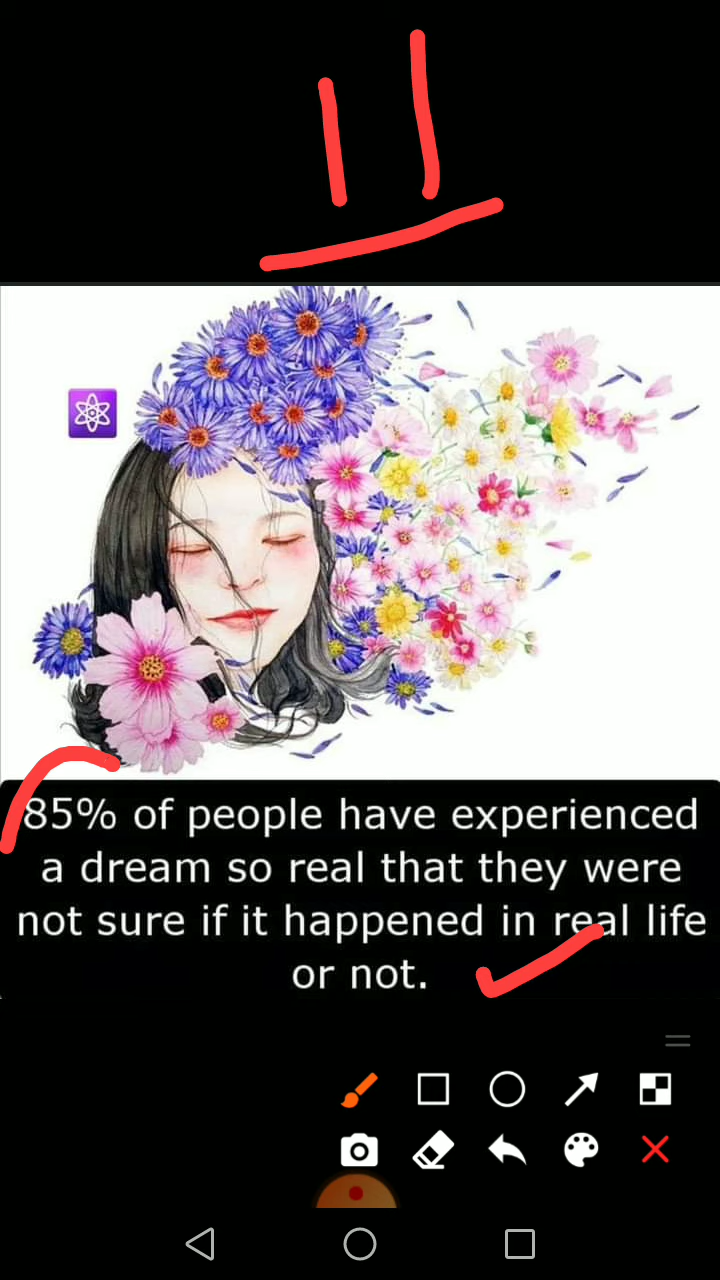 11
85% of people have experienced
a dream so real that they were
not sure if it happened in real life
or not.